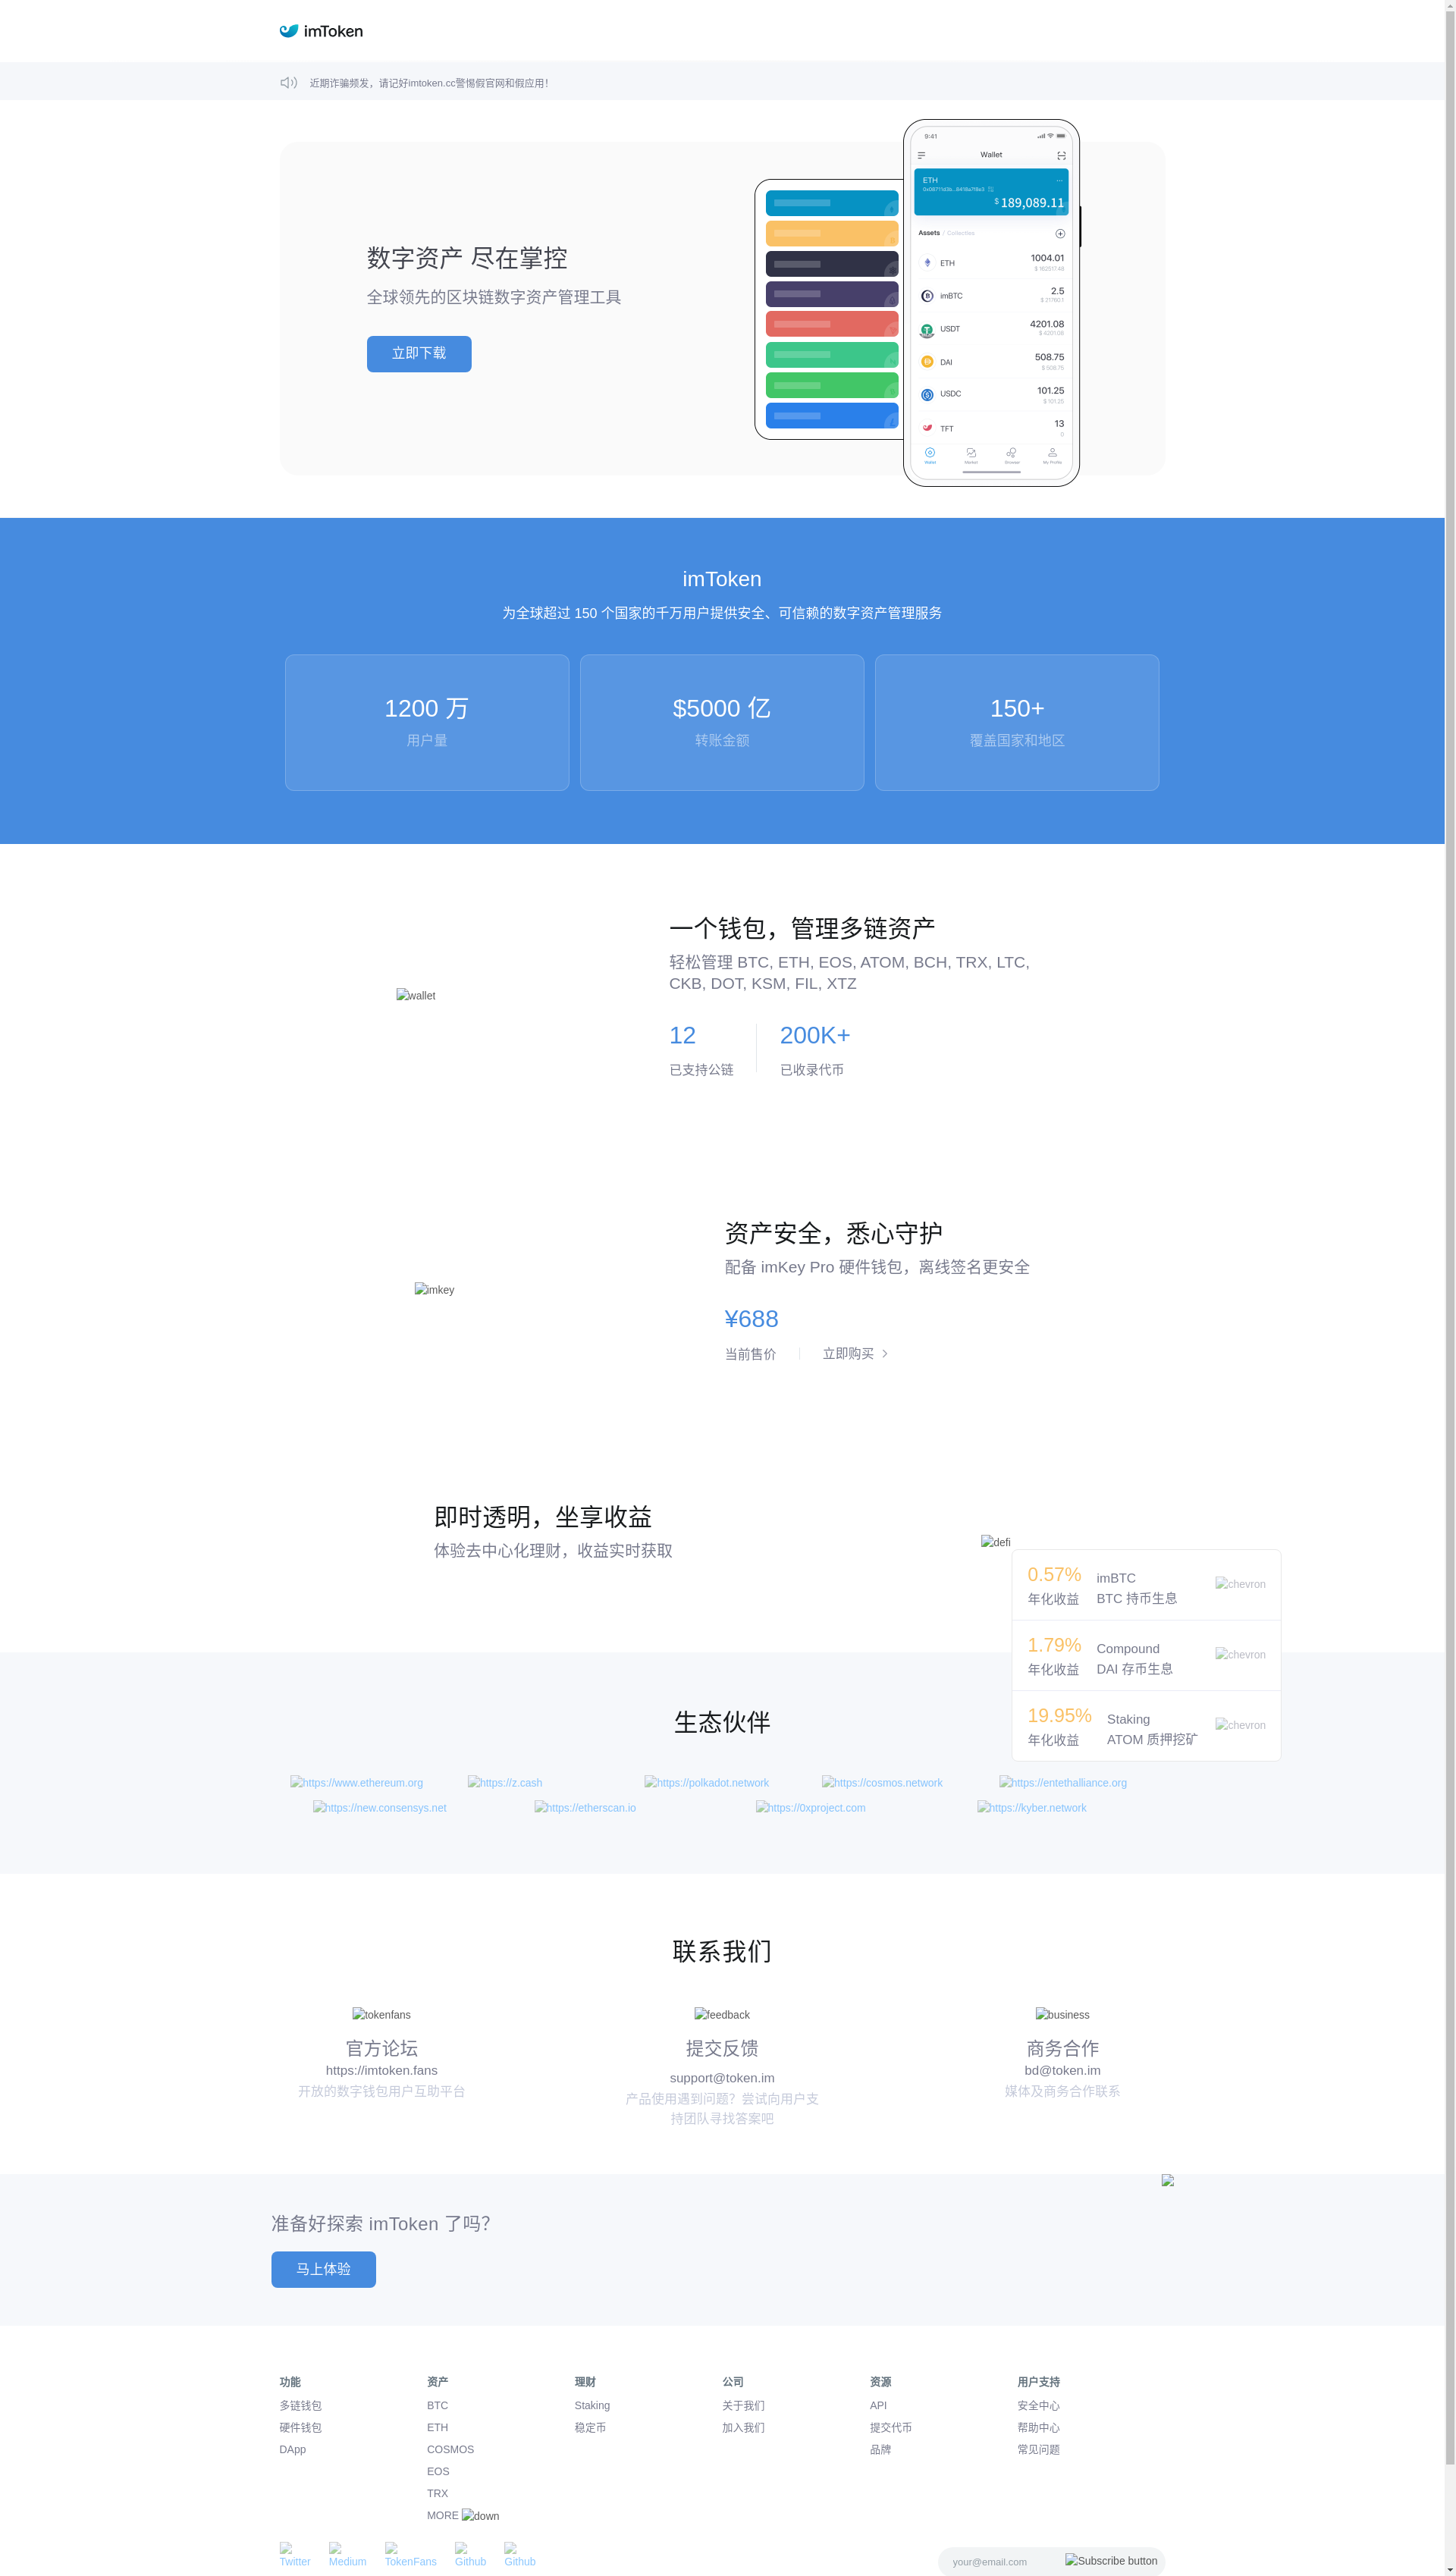 imToken
近期诈骗频发，请记好imtoken.cc警惕假官网和假应用！
数字资产 尽在掌控
全球领先的区块链数字资产管理工具
立即下载
9:41
Wallet
ETH
$ 189,089.11
Assets / Collectibles
ETH 1004.01
$ 162517.48
imBTC 2.5
USDT 4201.08
$ 4201.08
DAI 508.75
$ 508.75
USDC 101.25
$ 101.25
TFT 13
0
Wallet Market Browser My Profile
imToken
为全球超过 150 个国家的千万用户提供安全、可信赖的数字资产管理服务
1200 万
用户量
$5000 亿
转账金额
150+
覆盖国家和地区
一个钱包，管理多链资产
轻松管理 BTC, ETH, EOS, ATOM, BCH, TRX, LTC,
CKB, DOT, KSM, FIL, XTZ
wallet
12
已支持公链
200K+
已收录代币
资产安全，悉心守护
配备 imKey Pro 硬件钱包，离线签名更安全
imkey
¥688
当前售价
立即购买
即时透明，坐享收益
体验去中心化理财，收益实时获取
defi
0.57%
年化收益
imBTC
BTC 持币生息
chevron
1.79%
年化收益
Compound
DAI 存币生息
chevron
19.95%
年化收益
Staking
ATOM 质押挖矿
chevron
生态伙伴
https://www.ethereum.org https://z.cash https://polkadot.network https://cosmos.network https://entethalliance.org
https://new.consensys.net https://etherscan.io https://0xproject.com https://kyber.network
联系我们
tokenfans
官方论坛
https://imtoken.fans
开放的数字钱包用户互助平台
feedback
提交反馈
support@token.im
产品使用遇到问题？尝试向用户支
持团队寻找答案吧
business
商务合作
bd@token.im
媒体及商务合作联系
准备好探索 imToken 了吗？
马上体验
功能
多链钱包
硬件钱包
DApp
资产
BTC
ETH
COSMOS
EOS
TRX
MORE down
理财
Staking
稳定币
公司
关于我们
加入我们
资源
API
提交代币
品牌
用户支持
安全中心
帮助中心
常见问题
Twitter Medium TokenFans Github Github
your@email.com Subscribe button